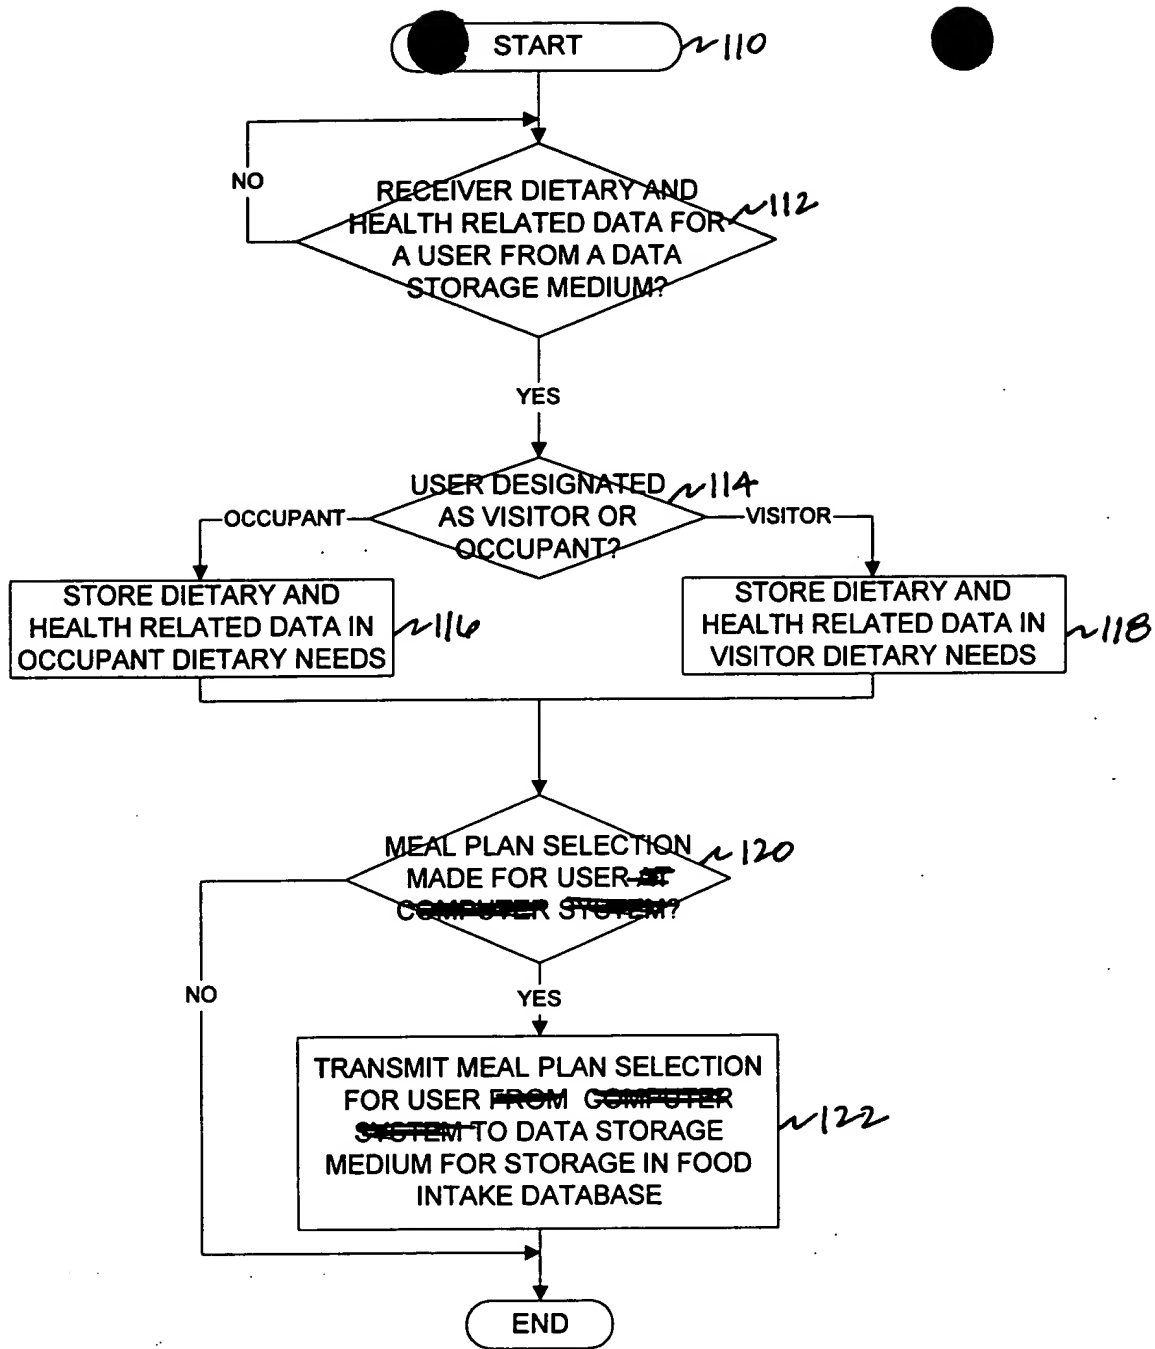 START
110
NO
RECEIVER DIETARY AND
HEALTH RELATED DATA FOR
112
A USER FROM A DATA
STORAGE MEDIUM?
YES
USER DESIGNATED
114
AS VISITOR OR
OCCUPANT?
OCCUPANT
VISITOR
STORE DIETARY AND
HEALTH RELATED DATA IN
OCCUPANT DIETARY NEEDS
116
STORE DIETARY AND
HEALTH RELATED DATA IN
VISITOR DIETARY NEEDS
118
MEAL PLAN SELECTION
120
MADE FOR USER AT
COMPUTER SYSTEM?
NO
YES
TRANSMIT MEAL PLAN SELECTION
FOR USER FROM COMPUTER
SYSTEM TO DATA STORAGE
MEDIUM FOR STORAGE IN FOOD
INTAKE DATABASE
122
END